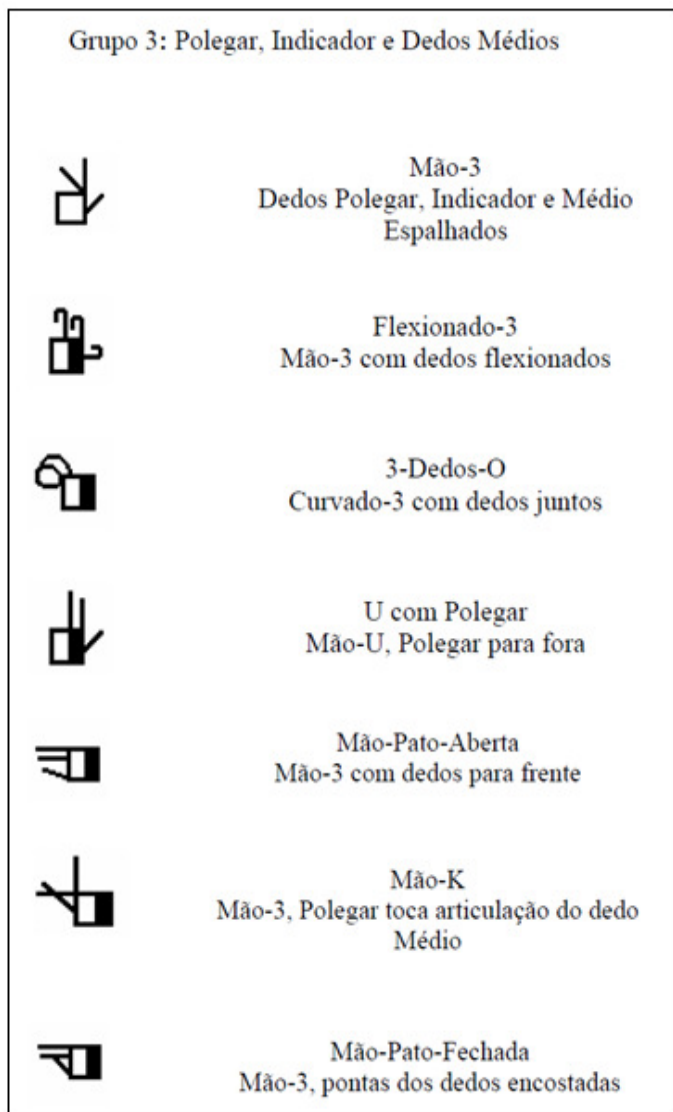 Grupo 3: Polegar, Indicador e Dedos Médios
Mão-3
Dedos Polegar, Indicador e Médio
Espalhados
Flexionado-3
Mão-3 com dedos flexionados
3-Dedos-O
Curvado-3 com dedos juntos
U com Polegar
Mão-U, Polegar para fora
Mão-Pato-Aberta
Mão-3 com dedos para frente
Mão-K
Mão-3, Polegar toca articulação do dedo
Médio
Mão-Pato-Fechada
Mão-3, pontas dos dedos encostadas